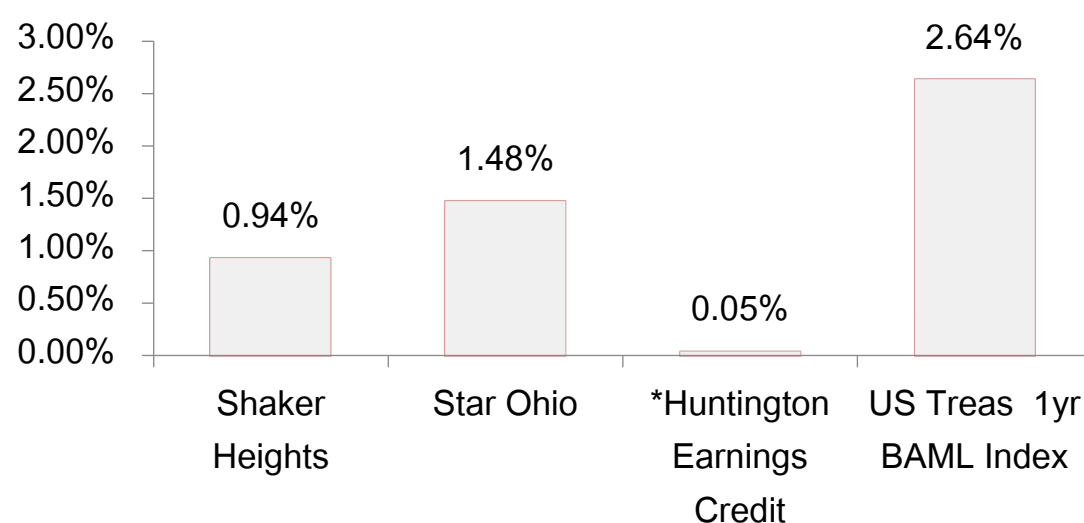 3.00%
2.50%
2.00%
1.50%
1.00%
0.50%
0.00%
0.94%
1.48%
0.05%
2.64%
Shaker
Heights
Star Ohio
*Huntington
Earnings
Credit
US Treas 1yr
BAML Index